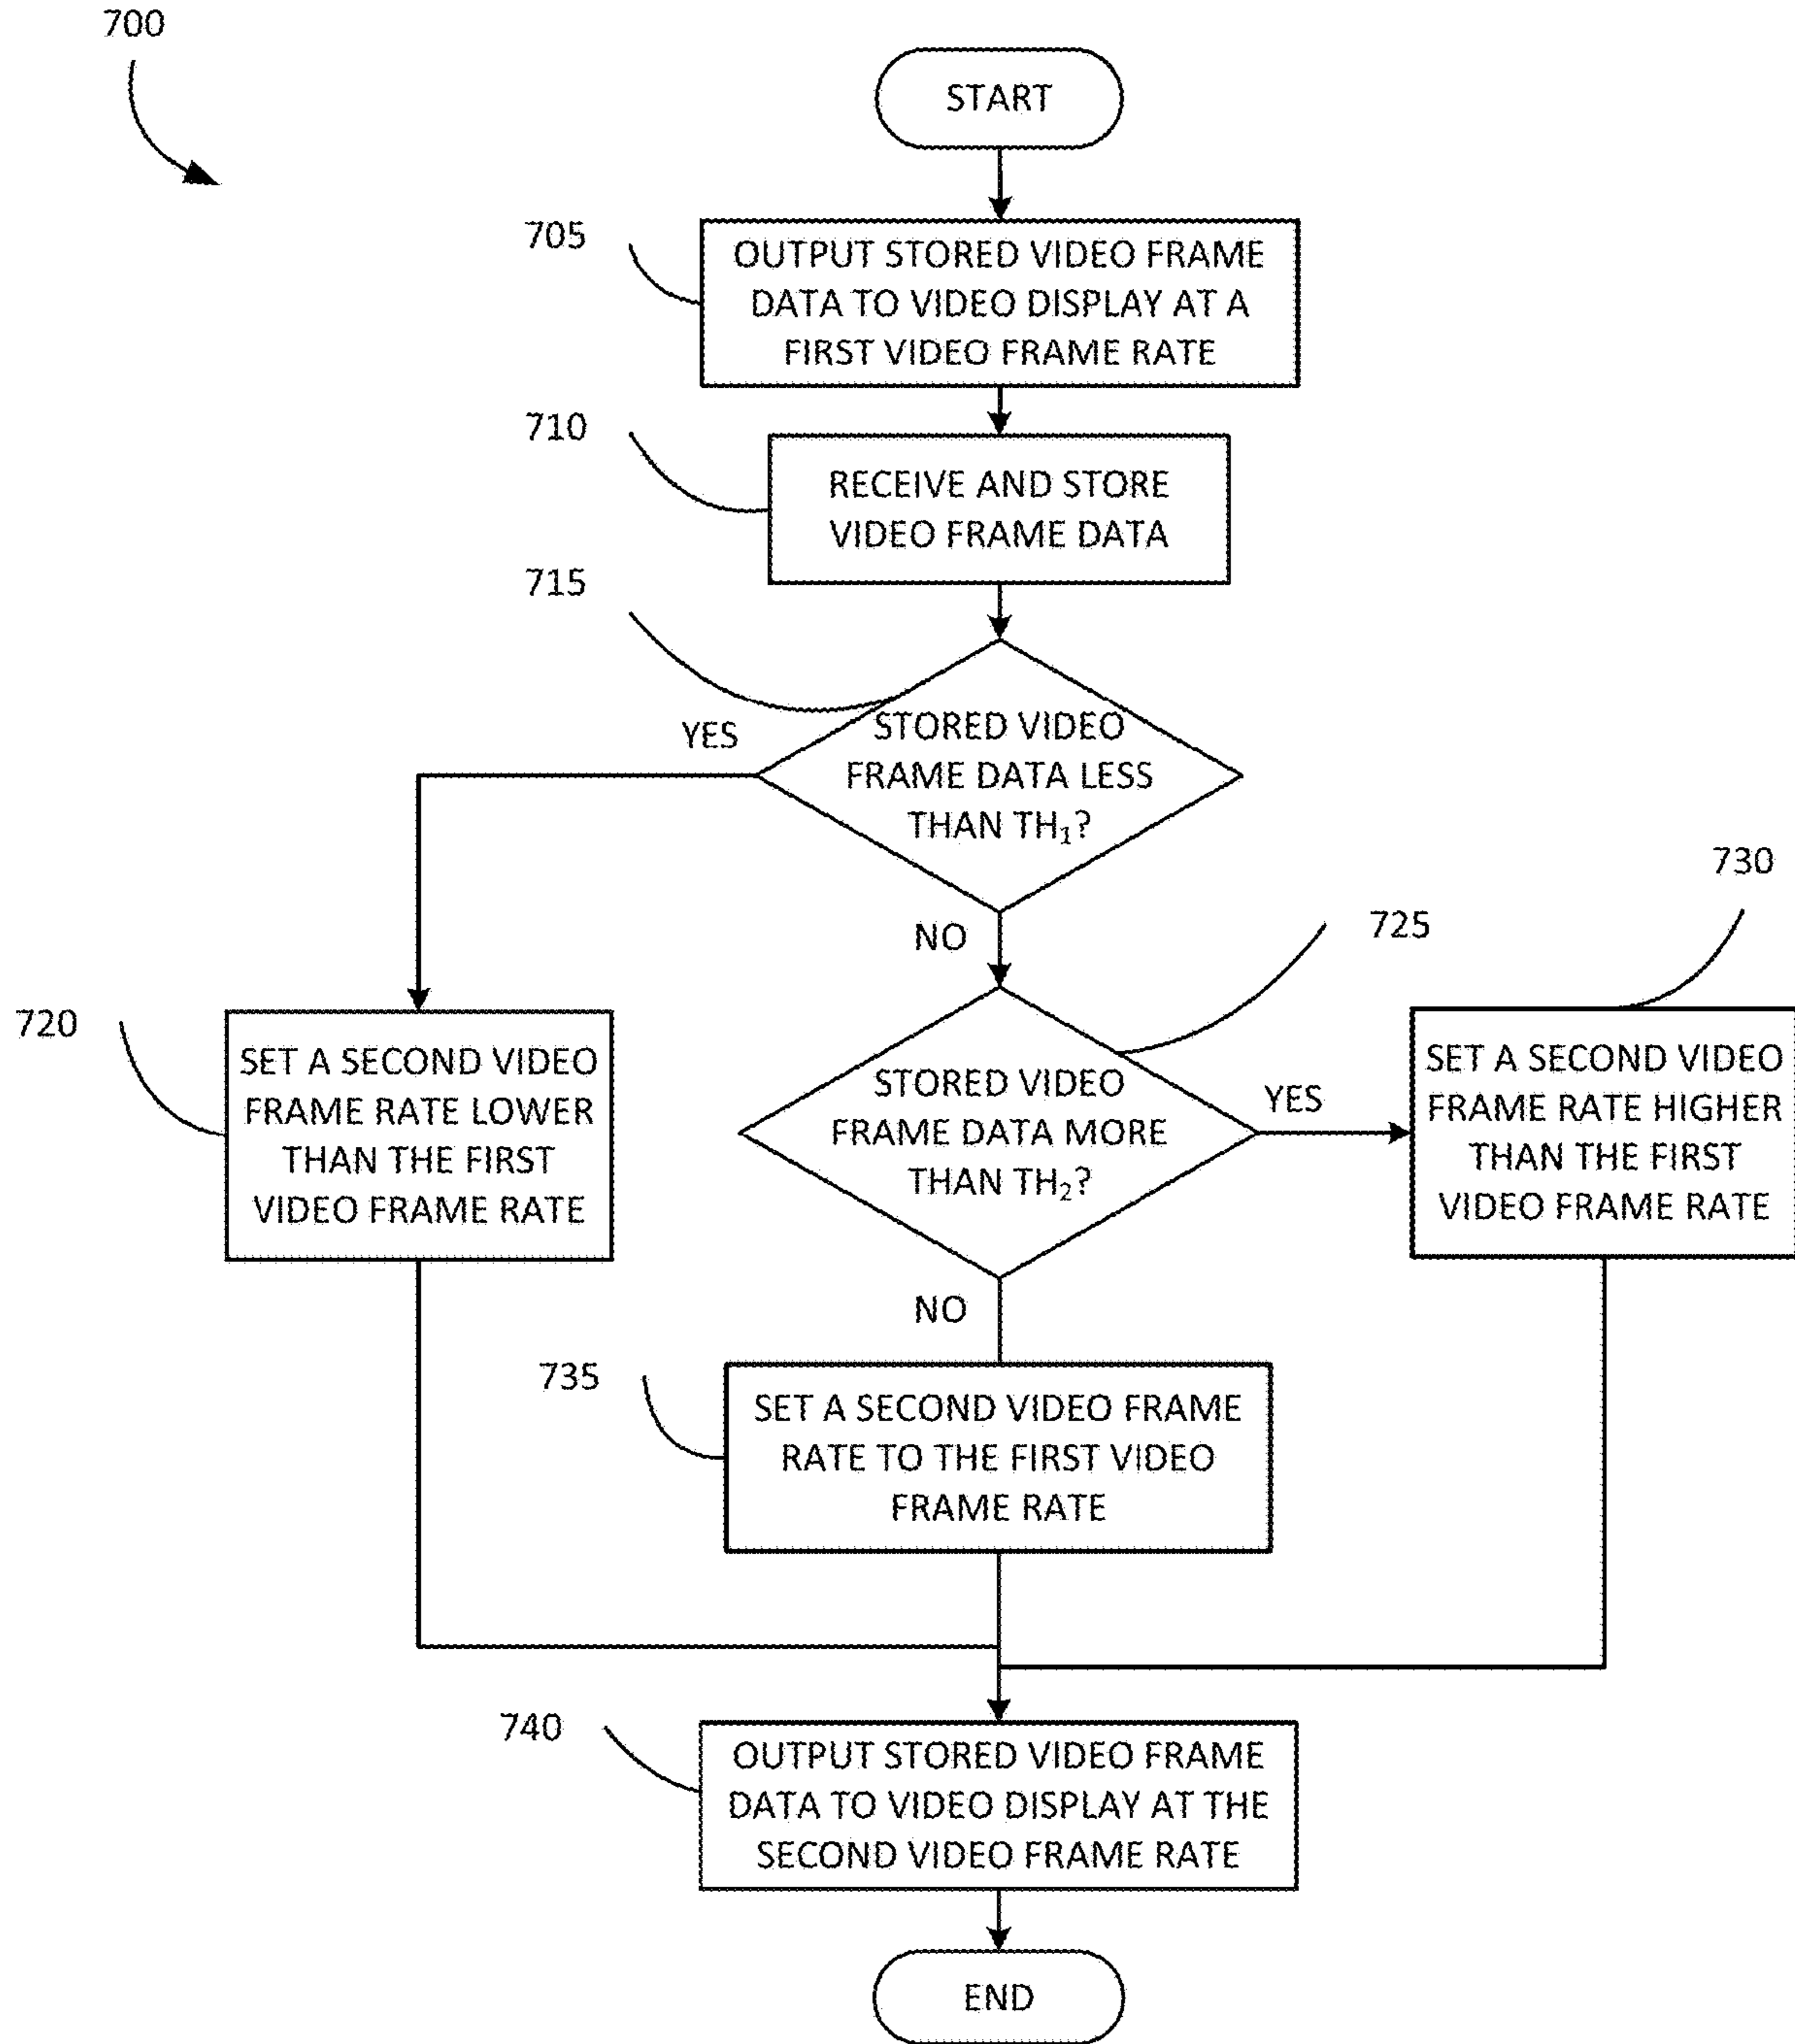 700
START
705
OUTPUT STORED VIDEO FRAME
DATA TO VIDEO DISPLAY AT A
FIRST VIDEO FRAME RATE
710
RECEIVE AND STORE
VIDEO FRAME DATA
715
YES
STORED VIDEO
FRAME DATA LESS
THAN TH₁?
NO
730
725
720
SET A SECOND VIDEO
FRAME RATE LOWER
THAN THE FIRST
VIDEO FRAME RATE
STORED VIDEO
FRAME DATA MORE
THAN TH₂?
YES
SET A SECOND VIDEO
FRAME RATE HIGHER
THAN THE FIRST
VIDEO FRAME RATE
NO
735
SET A SECOND VIDEO FRAME
RATE TO THE FIRST VIDEO
FRAME RATE
740
OUTPUT STORED VIDEO FRAME
DATA TO VIDEO DISPLAY AT THE
SECOND VIDEO FRAME RATE
END